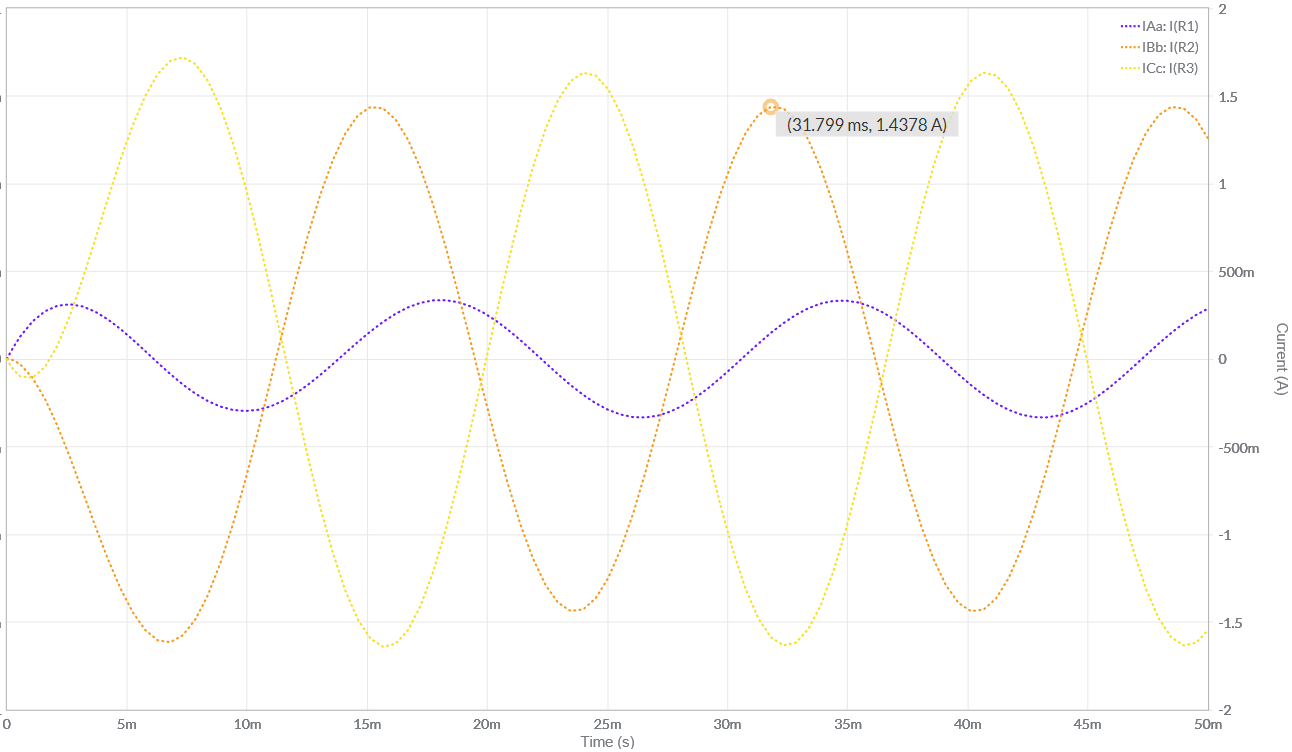 IAa: I(R1)
IBb: I(R2)
ICc: I(R3)
(31.799 ms, 1.4378 A)
2
1.5
1
500m
0
-500m
-1
-1.5
-2
Current (A)
0 5m 10m 15m 20m 25m 30m 35m 40m 45m 50m
Time (s)